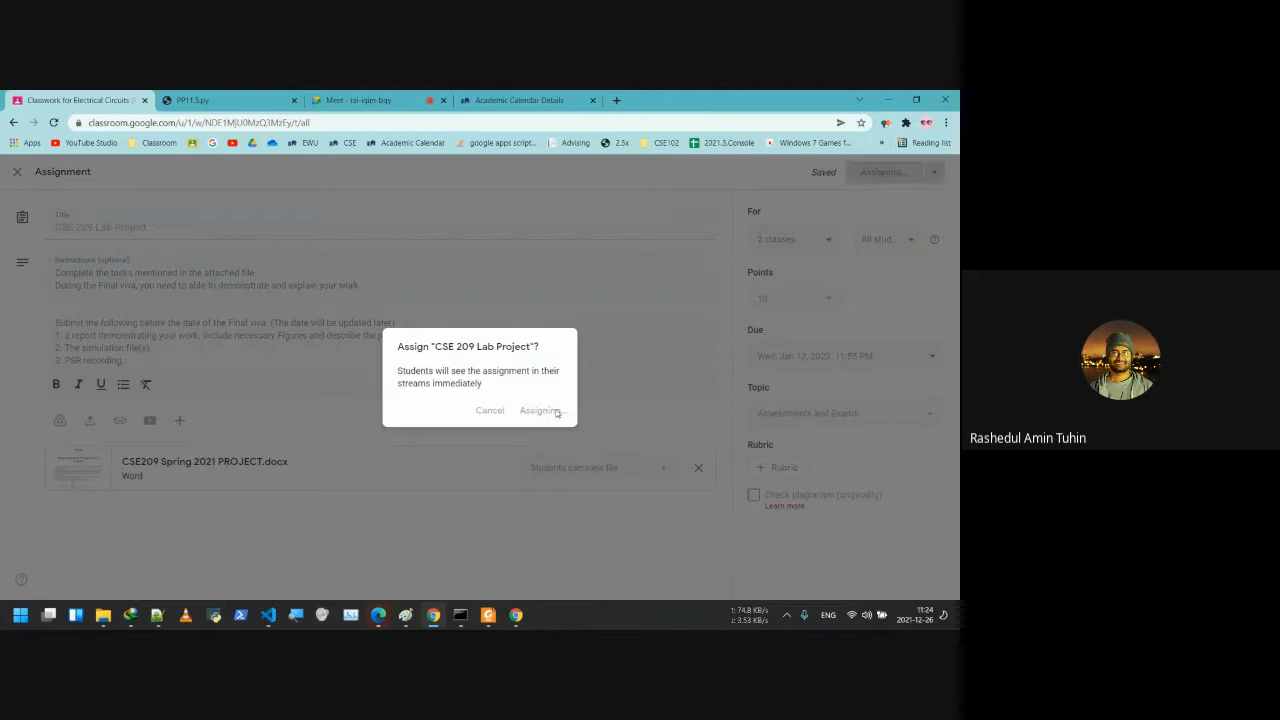 Classwork for Electrical Circuits (
PP11.5.py
Meet - rzi-iqim-bqy
Academic Calendar Details
classroom.google.com/u/1/w/NDE1MjU0MzQ3MzEy/t/all
Apps
YouTube Studio
Classroom
EWU
CSE
Academic Calendar
google apps script...
Advising
2.5x
CSE102
2021.3.Console
Windows 7 Games f...
»
Reading list
Assignment
Saved
Assigning...
Title
CSE 209 Lab Project
Instructions (optional)
Complete the tasks mentioned in the attached file.
During the Final viva, you need to able to demonstrate and explain your work.
Submit the following before the date of the Final viva. (The date will be updated later)
1. a report demonstrating your work, include necessary Figures and describe the p
2. The simulation file(s)
3. PSR recording.
B I U
CSE209 Spring 2021 PROJECT.docx
Word
Students can view file
For
2 classes
All stud...
Points
10
Due
Wed, Jan 12, 2022, 11:55 PM
Topic
Assessments and Exams
Rubric
+ Rubric
Check plagiarism (originality)
Learn more
Assign "CSE 209 Lab Project"?
Students will see the assignment in their
streams immediately
Cancel
Assigning...
Rashedul Amin Tuhin
↑: 74.8 KB/s
↓: 3.53 KB/s
ENG
11:24
2021-12-26